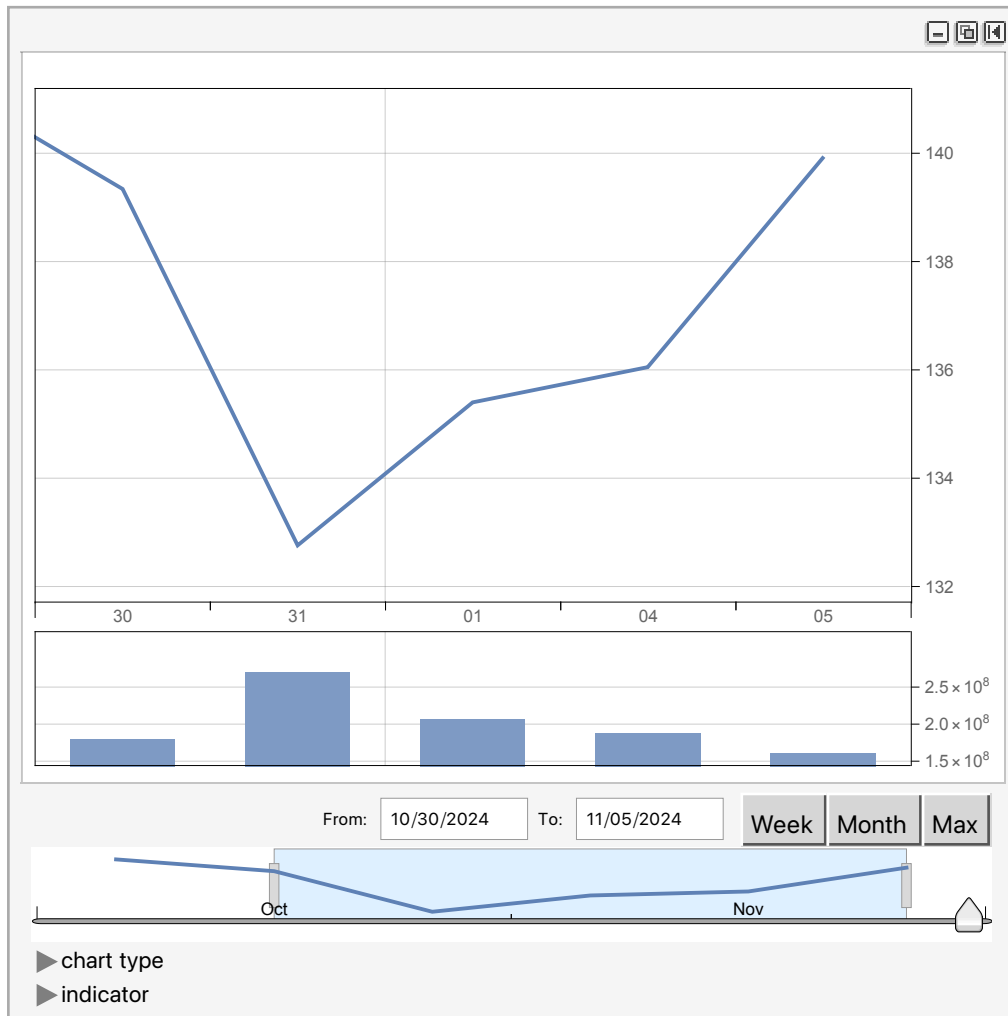 140
138
136
134
132
30 31 01 04 05
2.5 × 10⁸
2.0 × 10⁸
1.5 × 10⁸
From: 10/30/2024 To: 11/05/2024 Week Month Max
Oct Nov
chart type
indicator